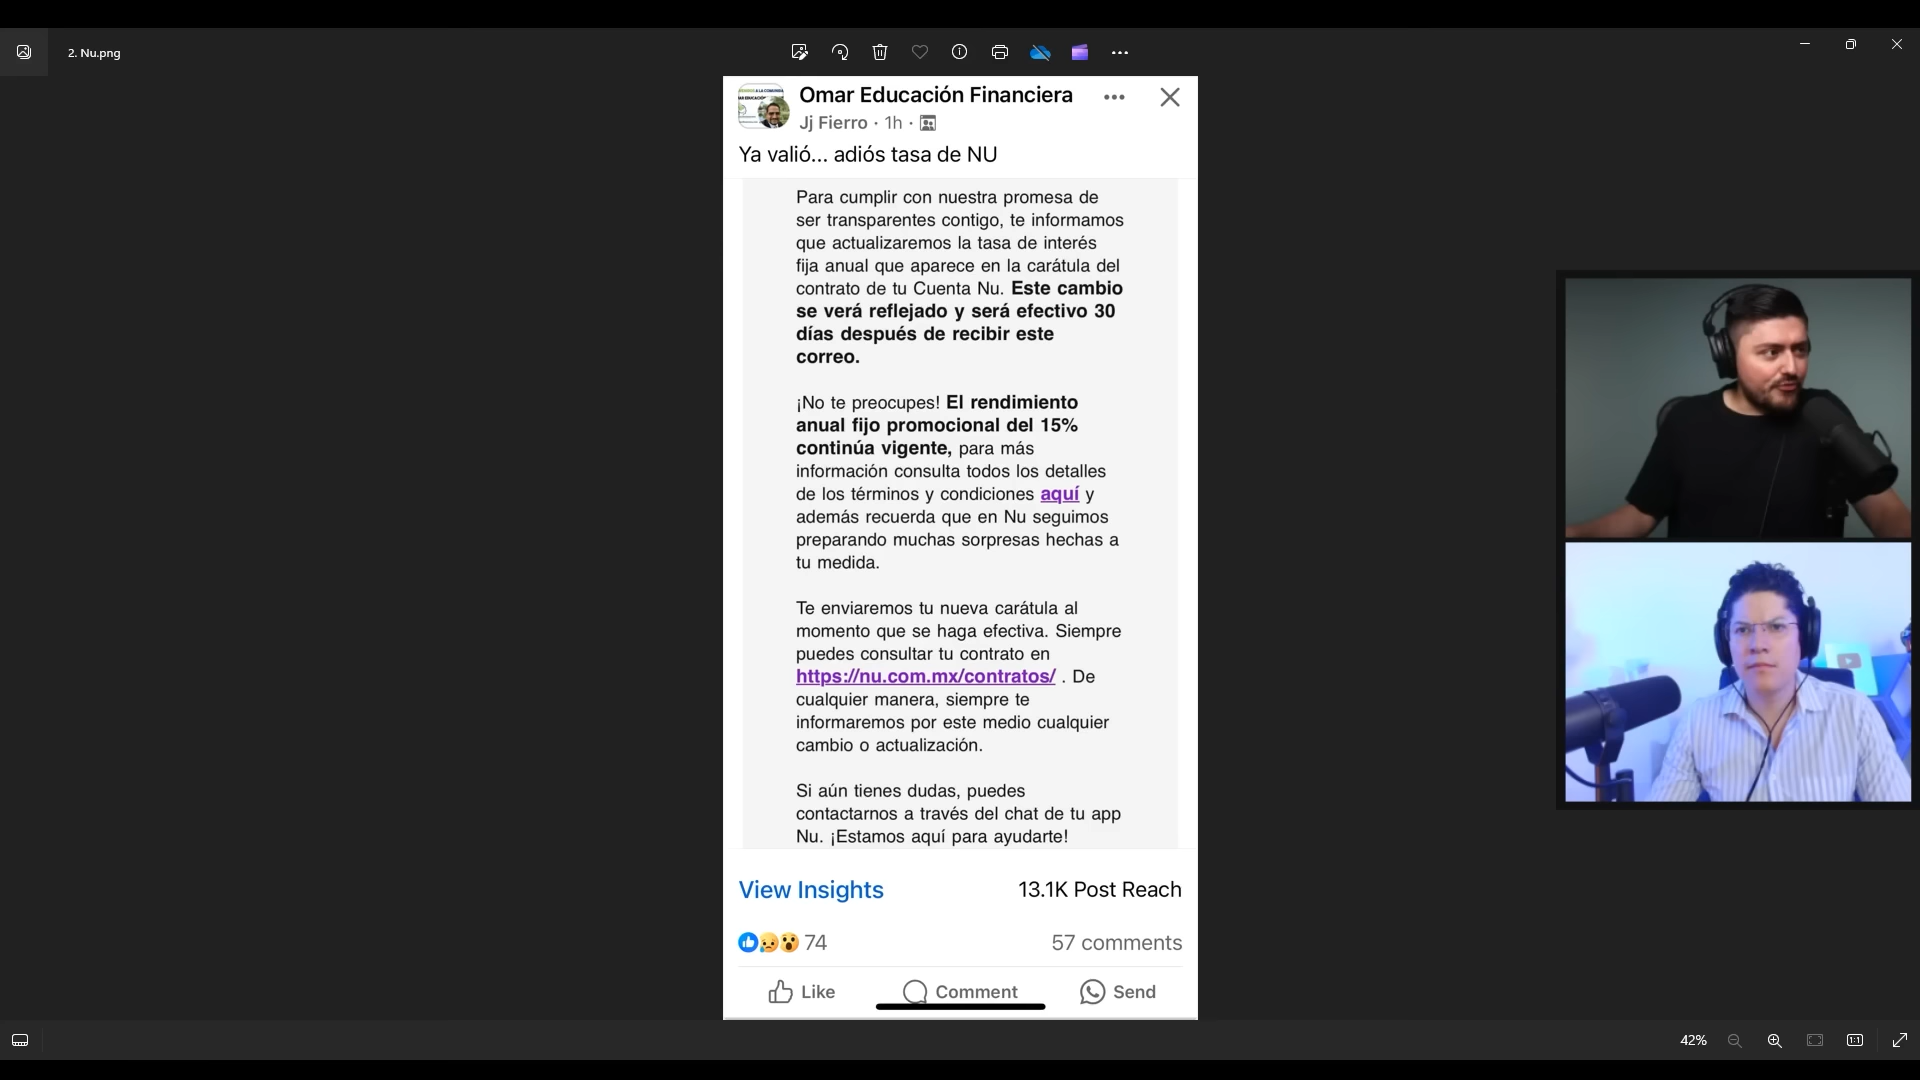 2. Nu.png
Omar Educación Financiera
Jj Fierro · 1h ·
Ya valió... adiós tasa de NU
Para cumplir con nuestra promesa de
ser transparentes contigo, te informamos
que actualizaremos la tasa de interés
fija anual que aparece en la carátula del
contrato de tu Cuenta Nu. Este cambio
se verá reflejado y será efectivo 30
días después de recibir este
correo.
¡No te preocupes! El rendimiento
anual fijo promocional del 15%
continúa vigente, para más
información consulta todos los detalles
de los términos y condiciones aquí y
además recuerda que en Nu seguimos
preparando muchas sorpresas hechas a
tu medida.
Te enviaremos tu nueva carátula al
momento que se haga efectiva. Siempre
puedes consultar tu contrato en
https://nu.com.mx/contratos/ . De
cualquier manera, siempre te
informaremos por este medio cualquier
cambio o actualización.
Si aún tienes dudas, puedes
contactarnos a través del chat de tu app
Nu. ¡Estamos aquí para ayudarte!
View Insights
13.1K Post Reach
74
57 comments
Like
Comment
Send
42%
1:1